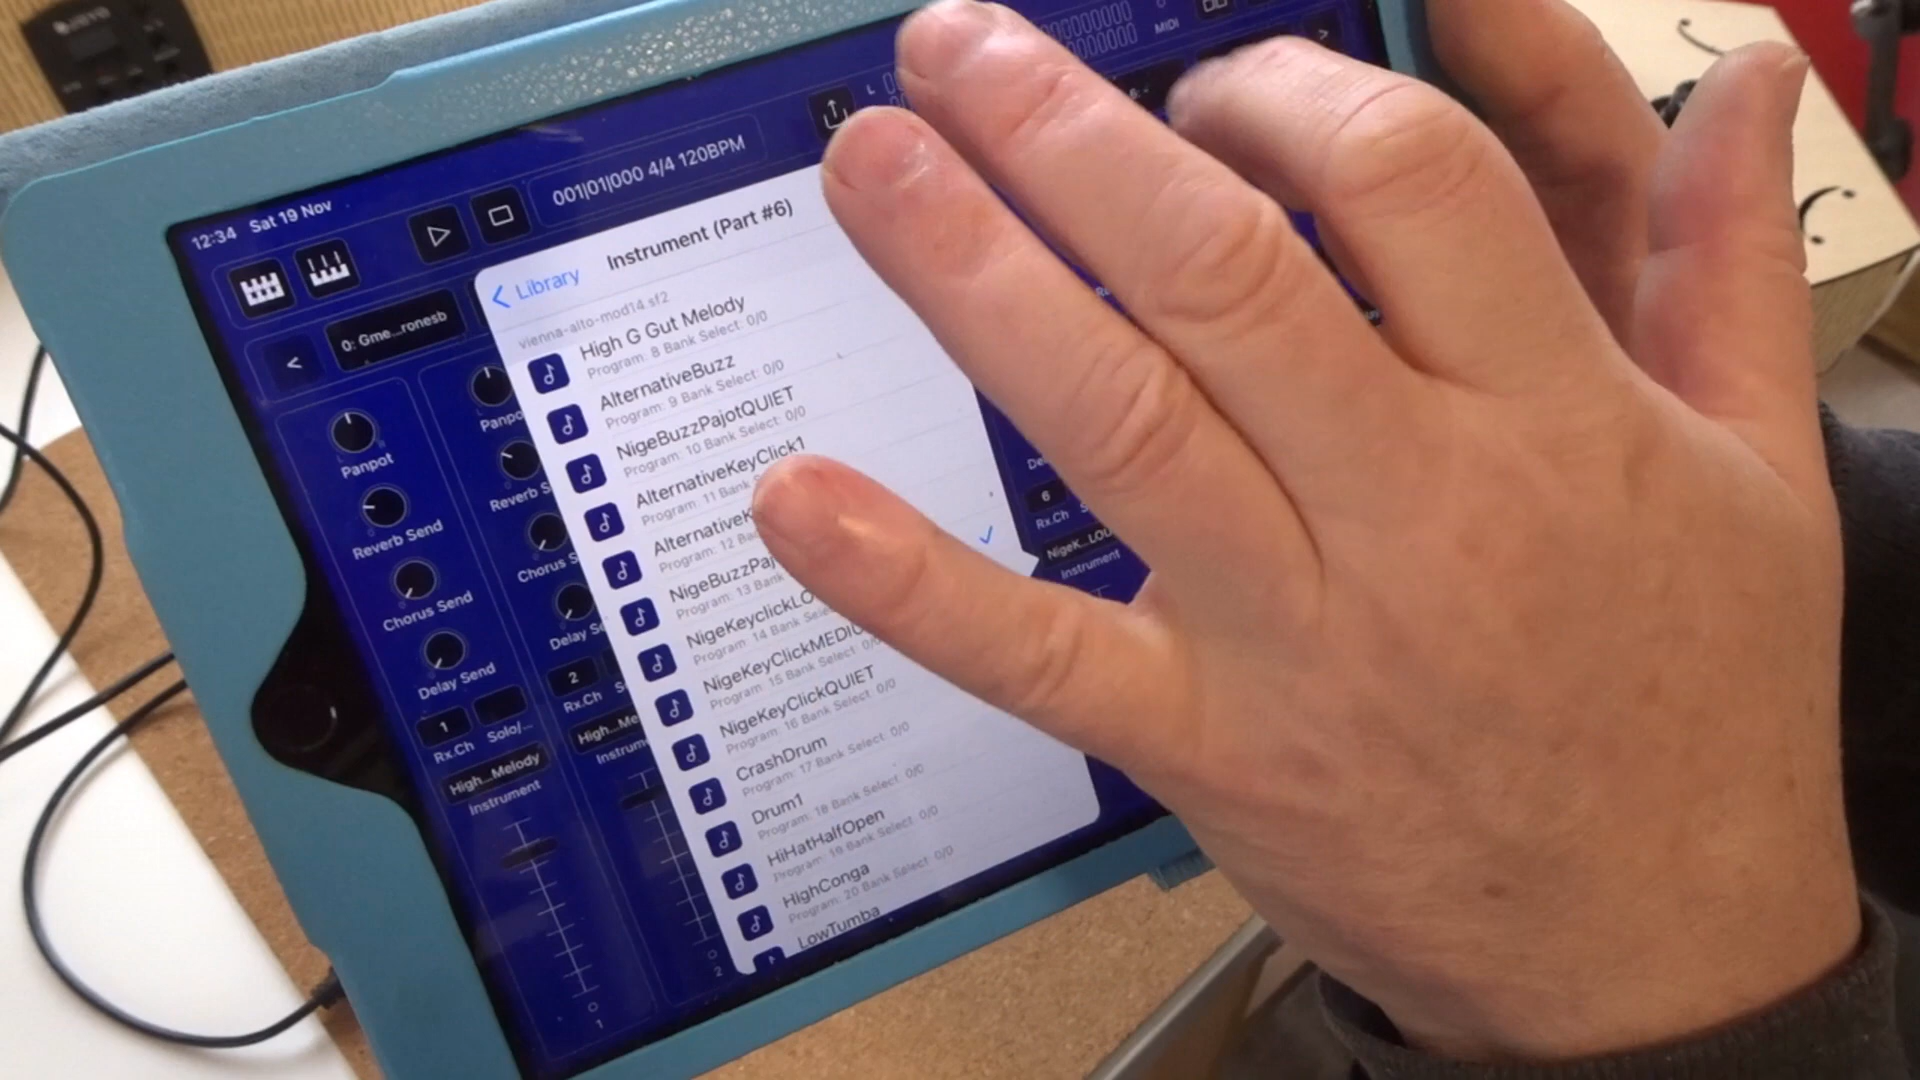 MIDI
L
12:34 Sat 19 Nov
001|01|000 4/4 120BPM
< Library
Instrument (Part #6)
vienna-alto-mod14 sf2
0: Gme...ronesb
High G Gut Melody
Program: 8 Bank Select: 0/0
AlternativeBuzz
Program: 9 Bank Select: 0/0
NigeBuzzPajotQUIET
Program: 10 Bank Select: 0/0
AlternativeKeyClick1
Program: 11 Bank
AlternativeK
Program: 12
NigeBuzzPaj
Program: 13 Bank
NigeKeyclickLO
Program: 14
NigeKeyClickMEDIU
Program: 15 Bank Select: 0/0
NigeKeyClickQUIET
Program: 16 Bank Select: 0/0
CrashDrum
Program: 17 Bank Select: 0/0
Drum1
Program: 18 Bank Select: 0/0
HiHatHalfOpen
Program: 19 Bank Select: 0/0
HighConga
Program: 20 Bank Select: 0/0
LowTumba
Panpot
Reverb Send
Chorus Send
Delay Send
1
Rx.Ch Solo/...
High...Melody
Instrument
1
Panpo
Reverb S
Chorus S
Delay Se
2
Rx.Ch
High...Me
Instrum
2
6
Rx.Ch
NigeK...LOU
Instrument